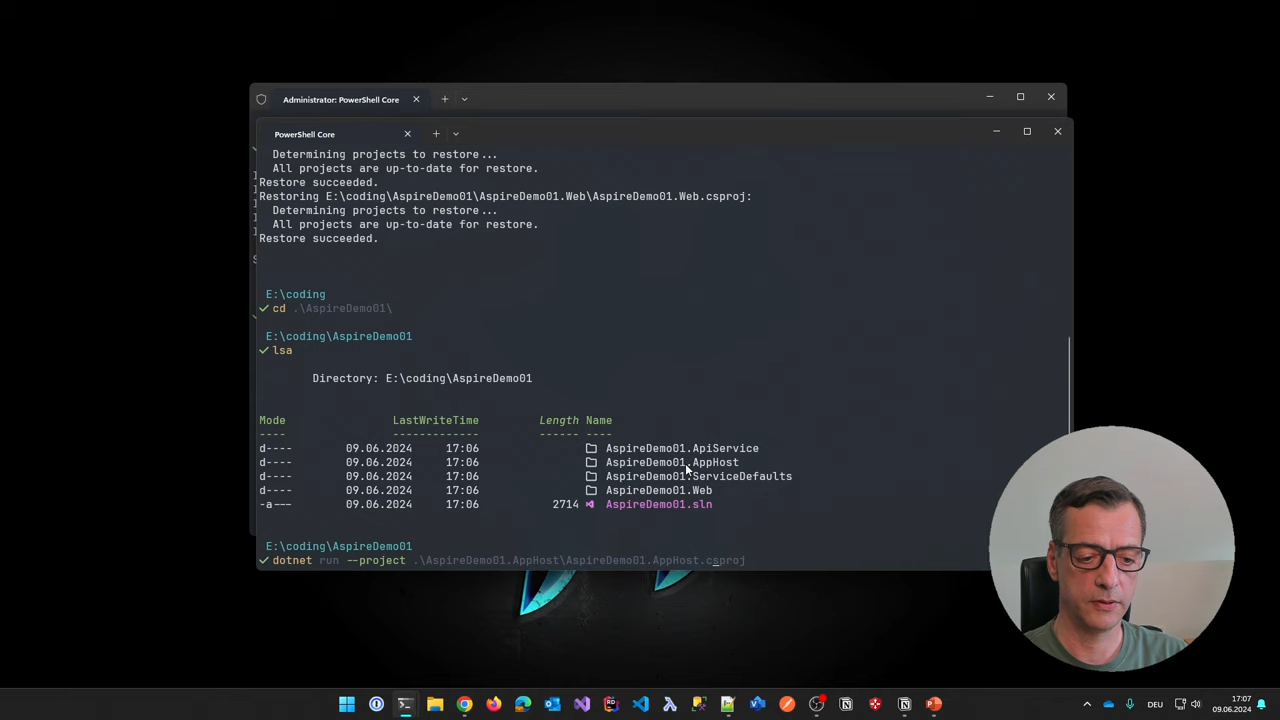 Administrator: PowerShell Core
PowerShell Core
Determining projects to restore...
All projects are up-to-date for restore.
Restore succeeded.
Restoring E:\coding\AspireDemo01\AspireDemo01.Web\AspireDemo01.Web.csproj:
Determining projects to restore...
All projects are up-to-date for restore.
Restore succeeded.
E:\coding
cd .\AspireDemo01\
E:\coding\AspireDemo01
lsa
Directory: E:\coding\AspireDemo01
Mode LastWriteTime Length Name
---- ------------- ------ ----
d---- 09.06.2024 17:06 AspireDemo01.ApiService
d---- 09.06.2024 17:06 AspireDemo01.AppHost
d---- 09.06.2024 17:06 AspireDemo01.ServiceDefaults
d---- 09.06.2024 17:06 AspireDemo01.Web
-a--- 09.06.2024 17:06 2714 AspireDemo01.sln
E:\coding\AspireDemo01
dotnet run --project .\AspireDemo01.AppHost\AspireDemo01.AppHost.csproj
DEU
17:07
09.06.2024